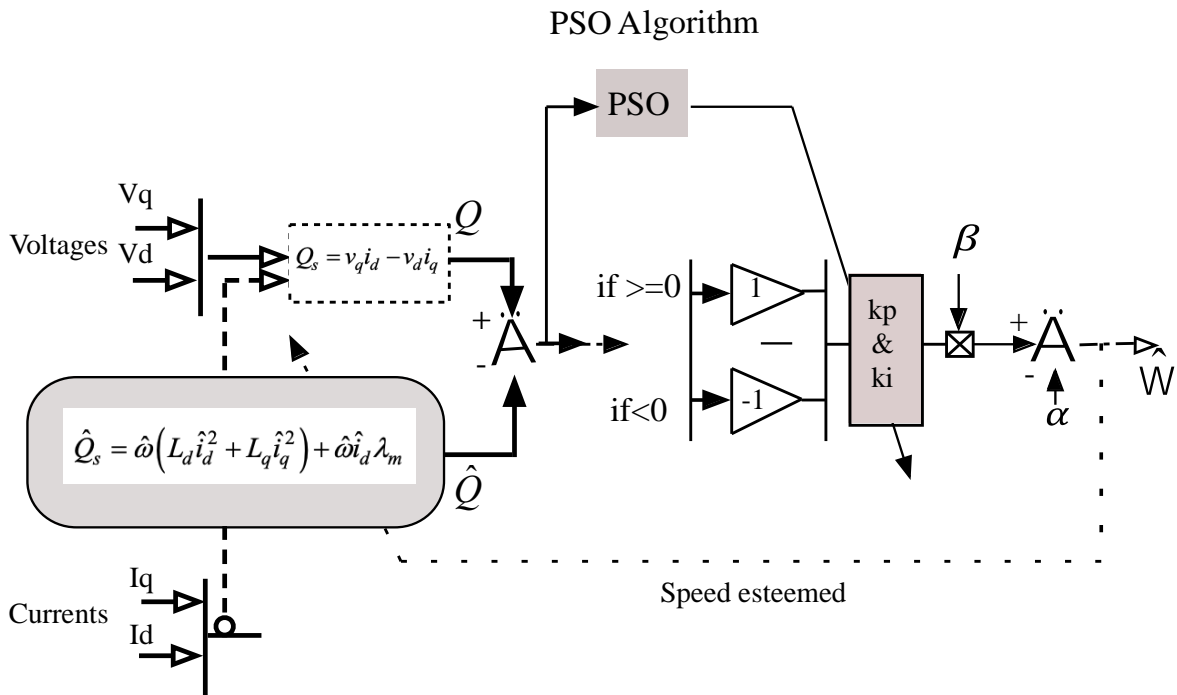 PSO Algorithm
PSO
Vq
Voltages
Vd
Q
Q_s = v_q i_d − v_d i_q
β
if >=0
1
kp
&
ki
+
Ä
-
+
Ä
-
Ŵ
α
if<0
-1
Q̂_s = ω̂(L_d î_d² + L_q î_q²) + ω̂ î_d λ_m
Q̂
Speed esteemed
Iq
Currents
Id